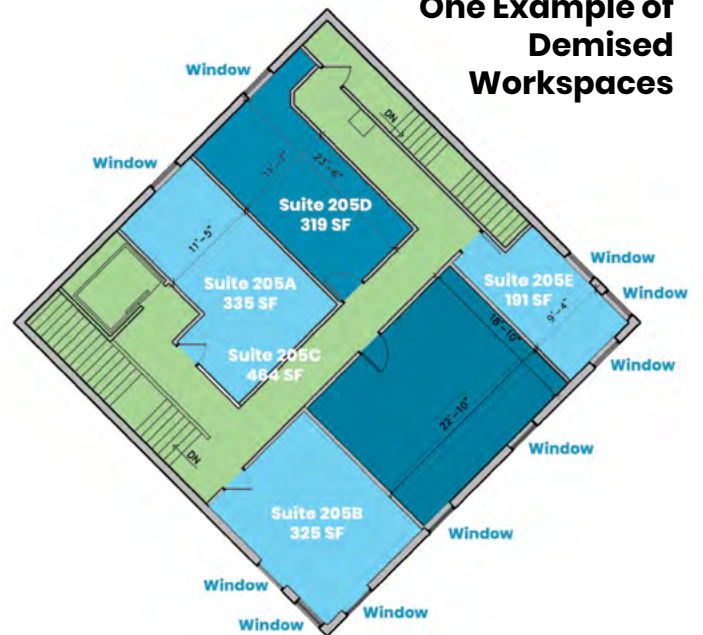 One Example of
Demised
Workspaces
Window
Window
DN
11'-7"
23'-6"
Suite 205D
319 SF
11'-5"
Suite 205A
335 SF
Suite 205E
191 SF
Window
Window
9'-4"
18'-10"
Suite 205C
464 SF
Window
22'-10"
DN
Window
Suite 205B
325 SF
Window
Window
Window
Window